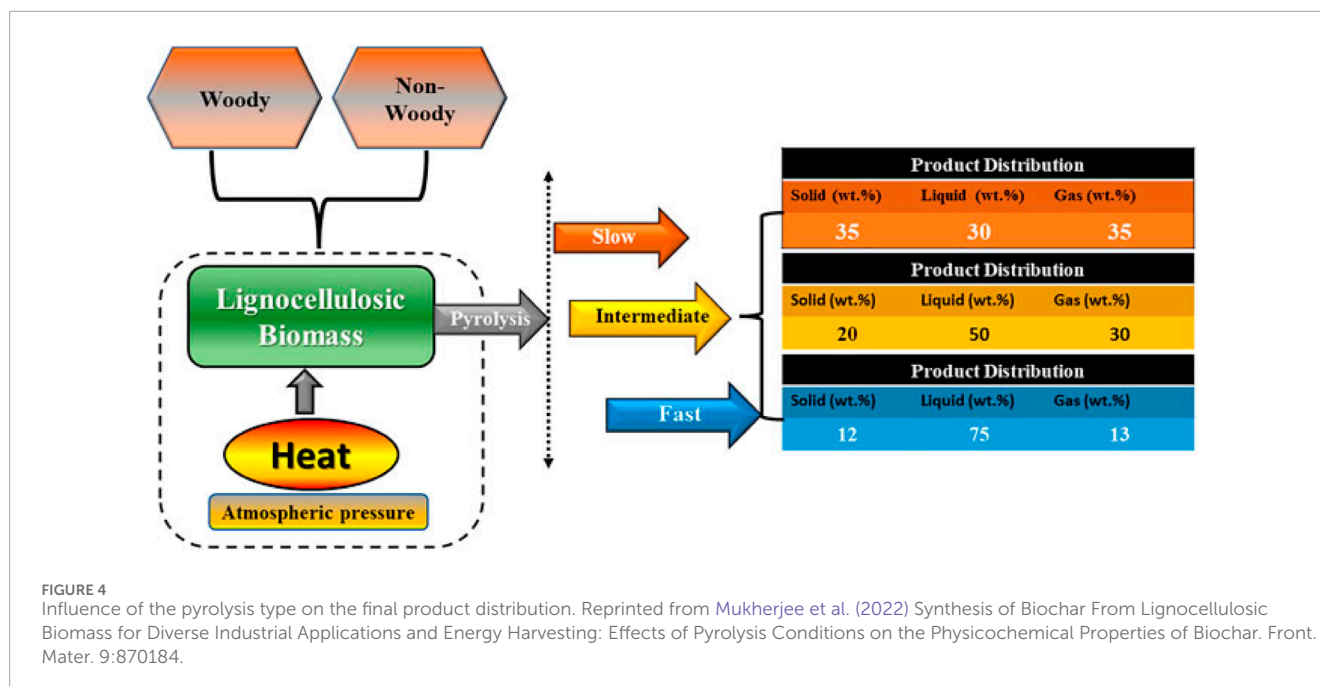 Woody
Non-
Woody
Lignocellulosic
Biomass
Heat
Atmospheric pressure
Pyrolysis
Slow
Intermediate
Fast
Product Distribution
Solid (wt.%) Liquid (wt.%) Gas (wt.%)
35 30 35
Product Distribution
Solid (wt.%) Liquid (wt.%) Gas (wt.%)
20 50 30
Product Distribution
Solid (wt.%) Liquid (wt.%) Gas (wt.%)
12 75 13
FIGURE 4
Influence of the pyrolysis type on the final product distribution. Reprinted from Mukherjee et al. (2022) Synthesis of Biochar From Lignocellulosic
Biomass for Diverse Industrial Applications and Energy Harvesting: Effects of Pyrolysis Conditions on the Physicochemical Properties of Biochar. Front.
Mater. 9:870184.